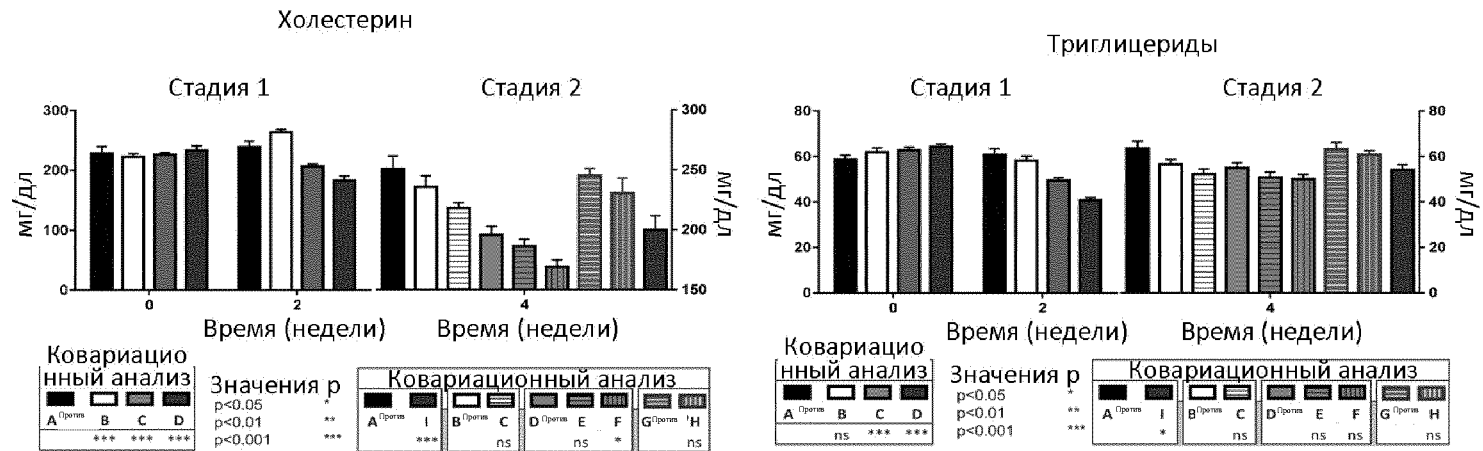 Холестерин
Стадия 1
Стадия 2
300
200
100
0
мг/дл
300
250
200
150
мг/дл
0
2
4
Время (недели)
Время (недели)
Ковариацио
нный анализ
A Против B C D
*** *** ***
Значения р
p<0.05 *
p<0.01 **
p<0.001 ***
Ковариационный анализ
A Против I
***
B Против C
ns
D Против E F
ns *
G Против H
ns
Триглицериды
Стадия 1
Стадия 2
80
60
40
20
0
мг/дл
80
60
40
20
0
мг/дл
0
2
4
Время (недели)
Время (недели)
Ковариацио
нный анализ
A Против B C D
ns *** ***
Значения р
p<0.05 *
p<0.01 **
p<0.001 ***
Ковариационный анализ
A Против I
*
B Против C
ns
D Против E F
ns ns
G Против H
ns